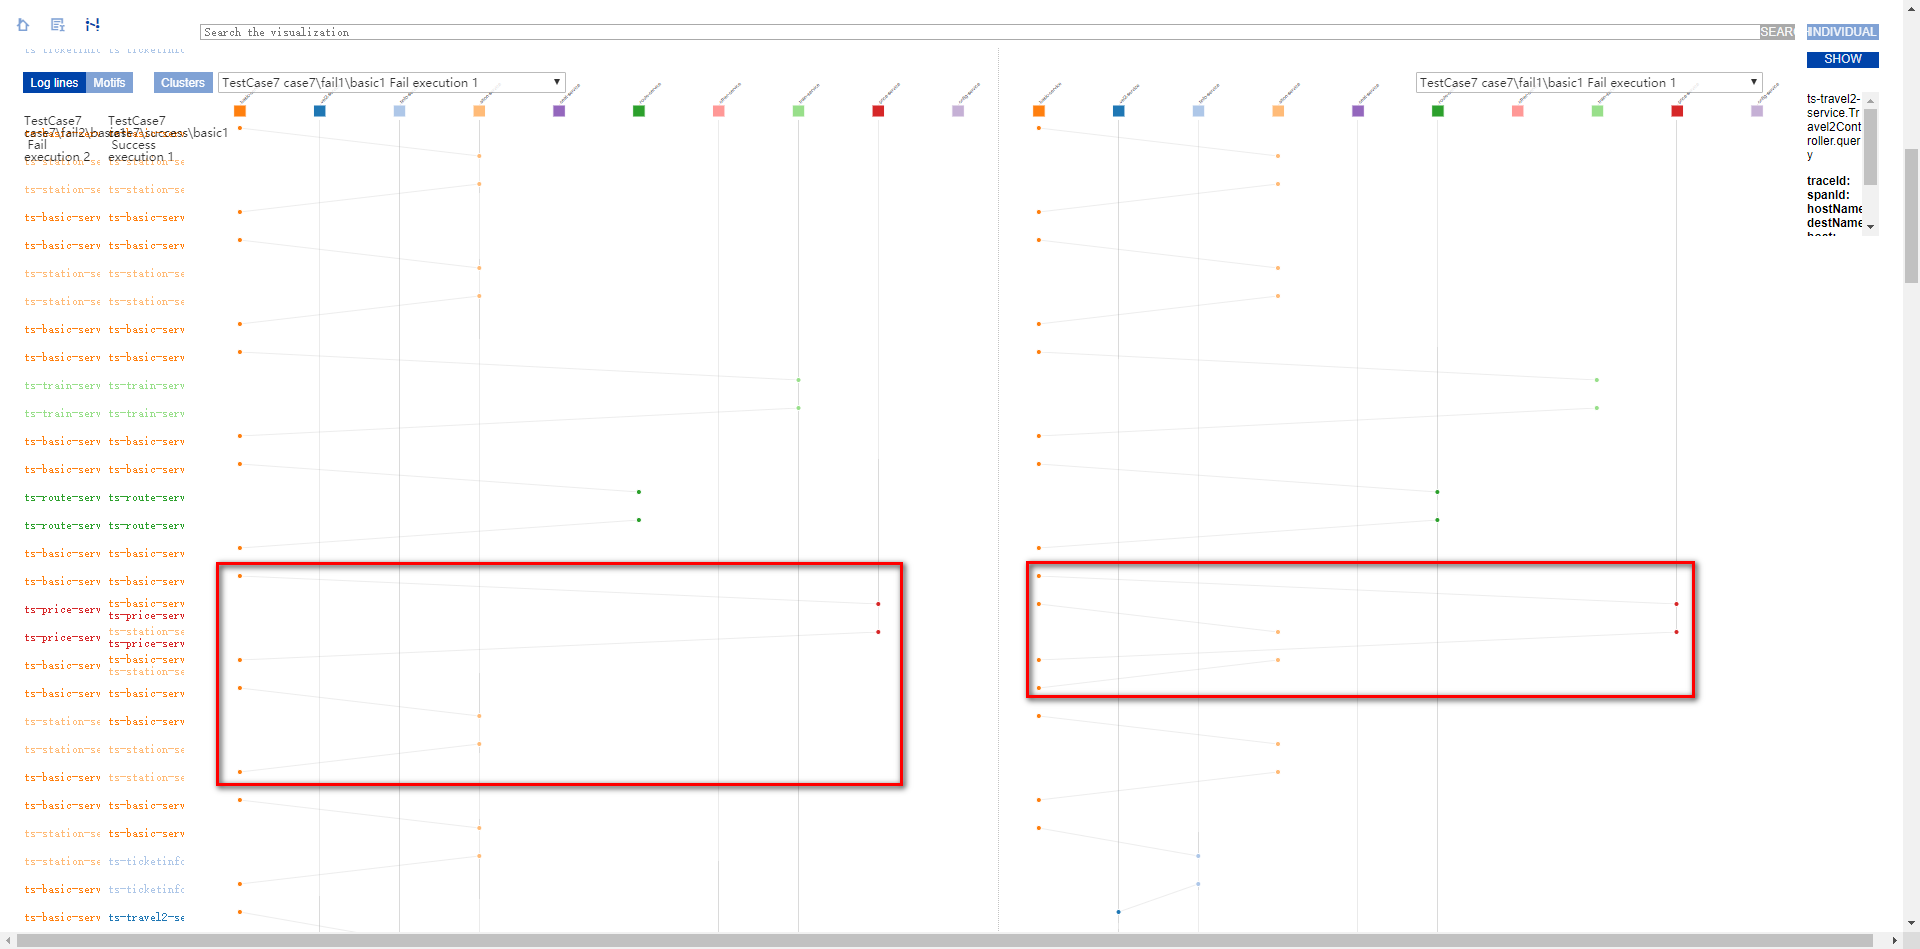 Search the visualization
SEARC
INDIVIDUAL
SHOW
Log lines
Motifs
Clusters
TestCase7 case7\fail1\basic1 Fail execution 1
TestCase7 case7\fail1\basic1 Fail execution 1
TestCase7
case7\fail2\basic1
Fail
execution 2
TestCase7
case7\success\basic1
Success
execution 1
ts-station-se ts-station-se
ts-station-se ts-station-se
ts-basic-serv ts-basic-serv
ts-basic-serv ts-basic-serv
ts-station-se ts-station-se
ts-station-se ts-station-se
ts-basic-serv ts-basic-serv
ts-basic-serv ts-basic-serv
ts-train-serv ts-train-serv
ts-train-serv ts-train-serv
ts-basic-serv ts-basic-serv
ts-basic-serv ts-basic-serv
ts-route-serv ts-route-serv
ts-route-serv ts-route-serv
ts-basic-serv ts-basic-serv
ts-basic-serv ts-basic-serv
ts-basic-serv
ts-price-serv ts-price-serv
ts-station-se
ts-price-serv ts-price-serv
ts-basic-serv ts-basic-serv
ts-station-se
ts-basic-serv ts-basic-serv
ts-station-se ts-basic-serv
ts-station-se ts-station-se
ts-basic-serv ts-station-se
ts-basic-serv ts-basic-serv
ts-station-se ts-basic-serv
ts-station-se ts-ticketinfo
ts-basic-serv ts-ticketinfo
ts-basic-serv ts-travel2-se
ts-travel2-
service.Tr
avel2Cont
roller.quer
y
traceId:
spanId:
hostName
destName
host: